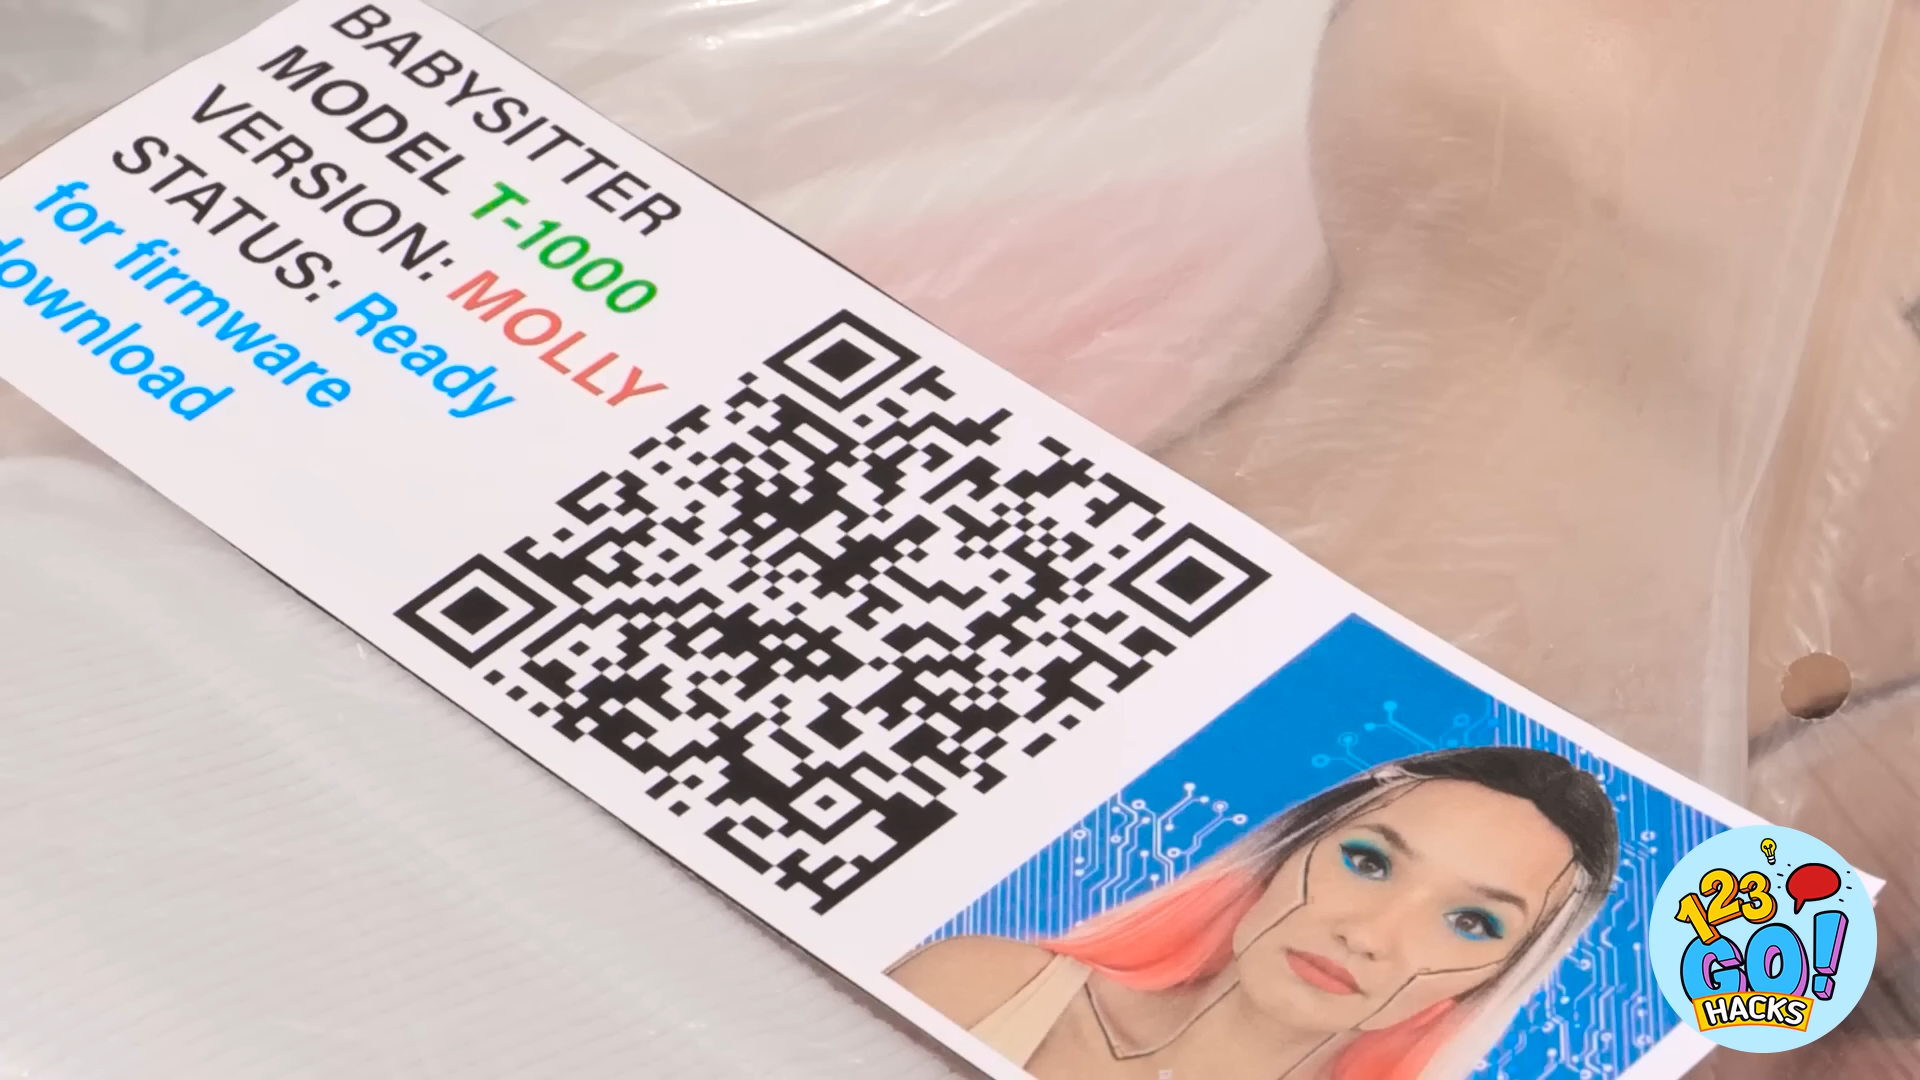 BABYSITTER
MODEL T-1000
VERSION: MOLLY
STATUS: Ready
for firmware
download
123
GO!
HACKS